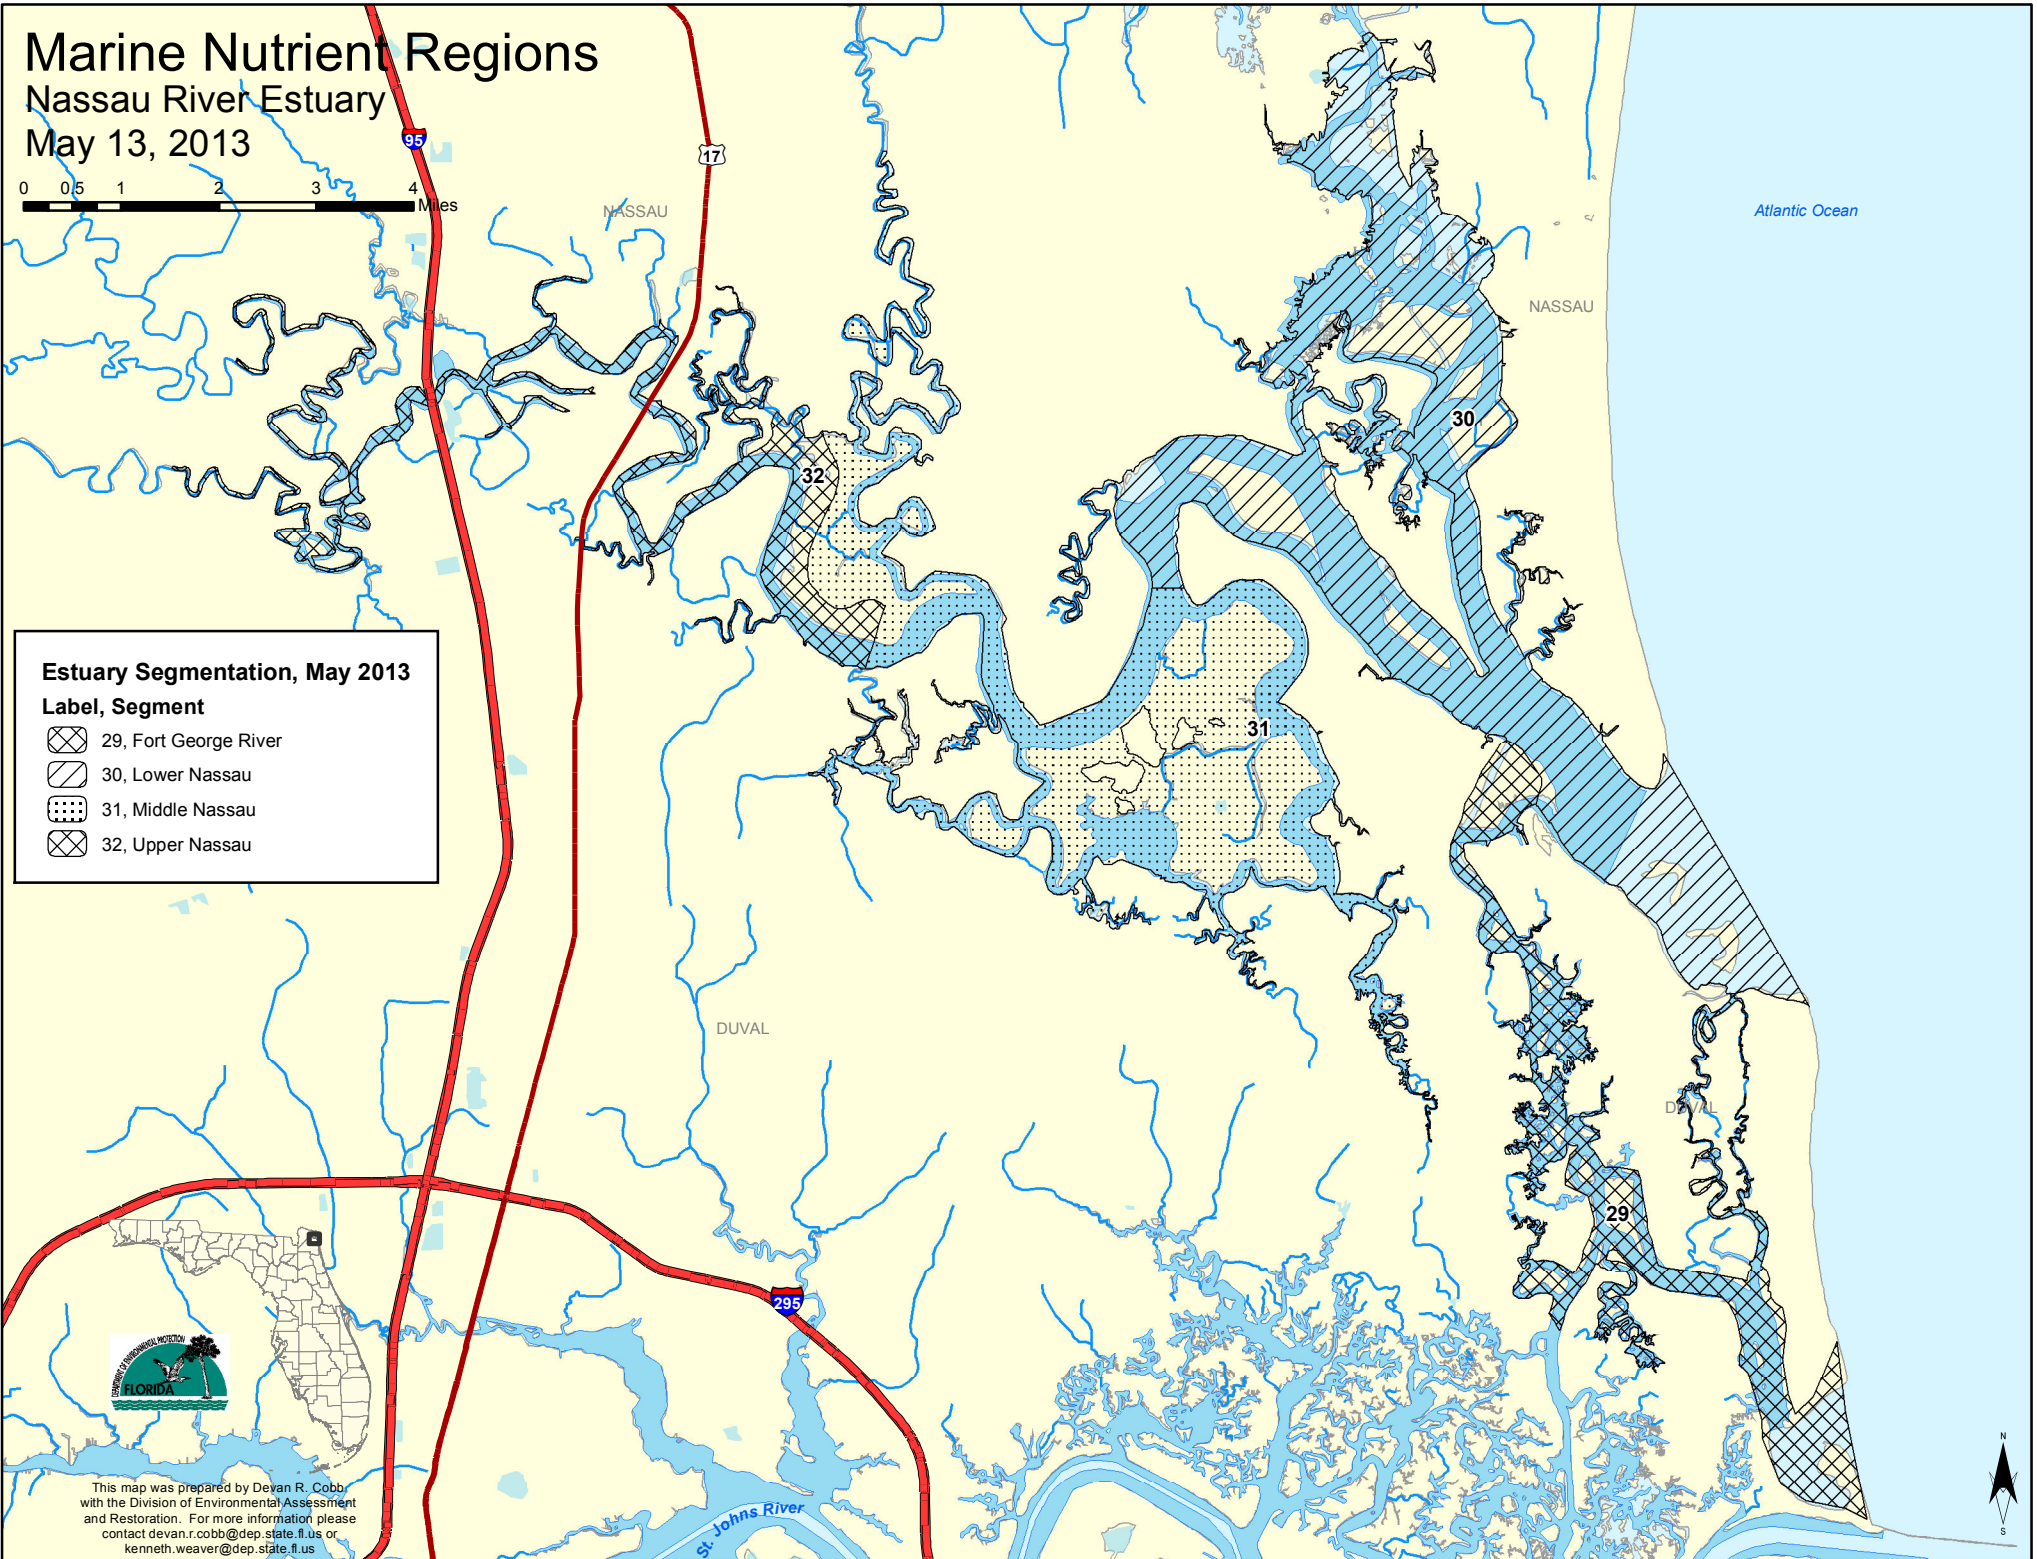 Marine Nutrient Regions
Nassau River Estuary
May 13, 2013
0 0.5 1 2 3 4
Miles
95
17
NASSAU
Atlantic Ocean
NASSAU
30
32
31
Estuary Segmentation, May 2013
Label, Segment
29, Fort George River
30, Lower Nassau
31, Middle Nassau
32, Upper Nassau
DUVAL
DUVAL
29
295
DEPARTMENT OF ENVIRONMENTAL PROTECTION
FLORIDA
St. Johns River
This map was prepared by Devan R. Cobb
with the Division of Environmental Assessment
and Restoration. For more information please
contact devan.r.cobb@dep.state.fl.us or
kenneth.weaver@dep.state.fl.us
N
S